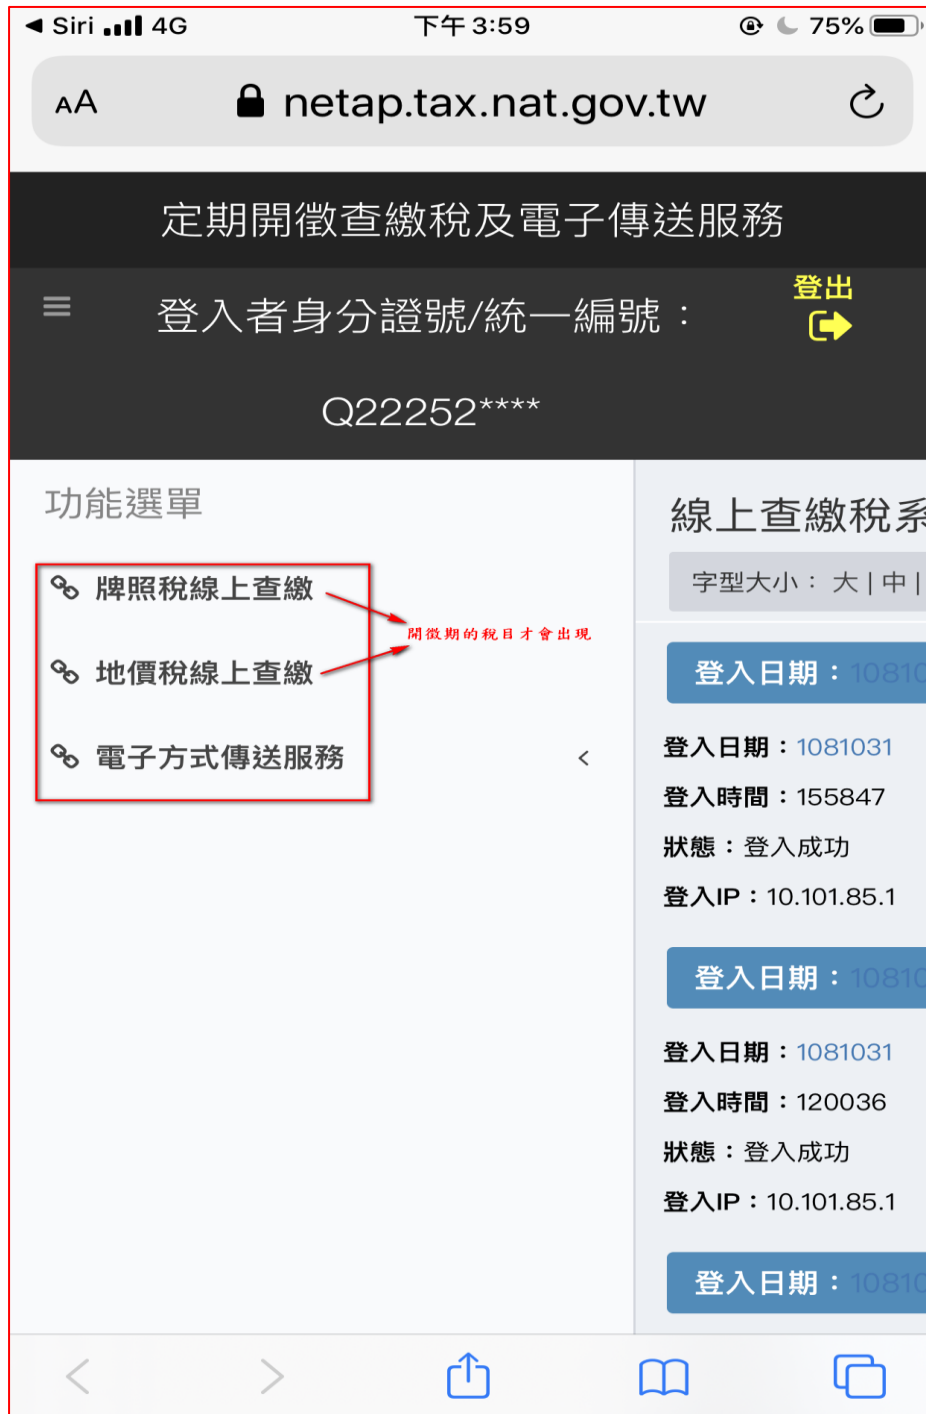 Siri 4G 下午3:59 75%
AA netap.tax.nat.gov.tw
定期開徵查繳稅及電子傳送服務
登入者身分證號/統一編號：
登出
Q22252****
功能選單
牌照稅線上查繳
開徵期的稅目才會出現
地價稅線上查繳
電子方式傳送服務
線上查繳稅系
字型大小： 大 | 中 |
登入日期：10810
登入日期：1081031
登入時間：155847
狀態：登入成功
登入IP：10.101.85.1
登入日期：10810
登入日期：1081031
登入時間：120036
狀態：登入成功
登入IP：10.101.85.1
登入日期：10810